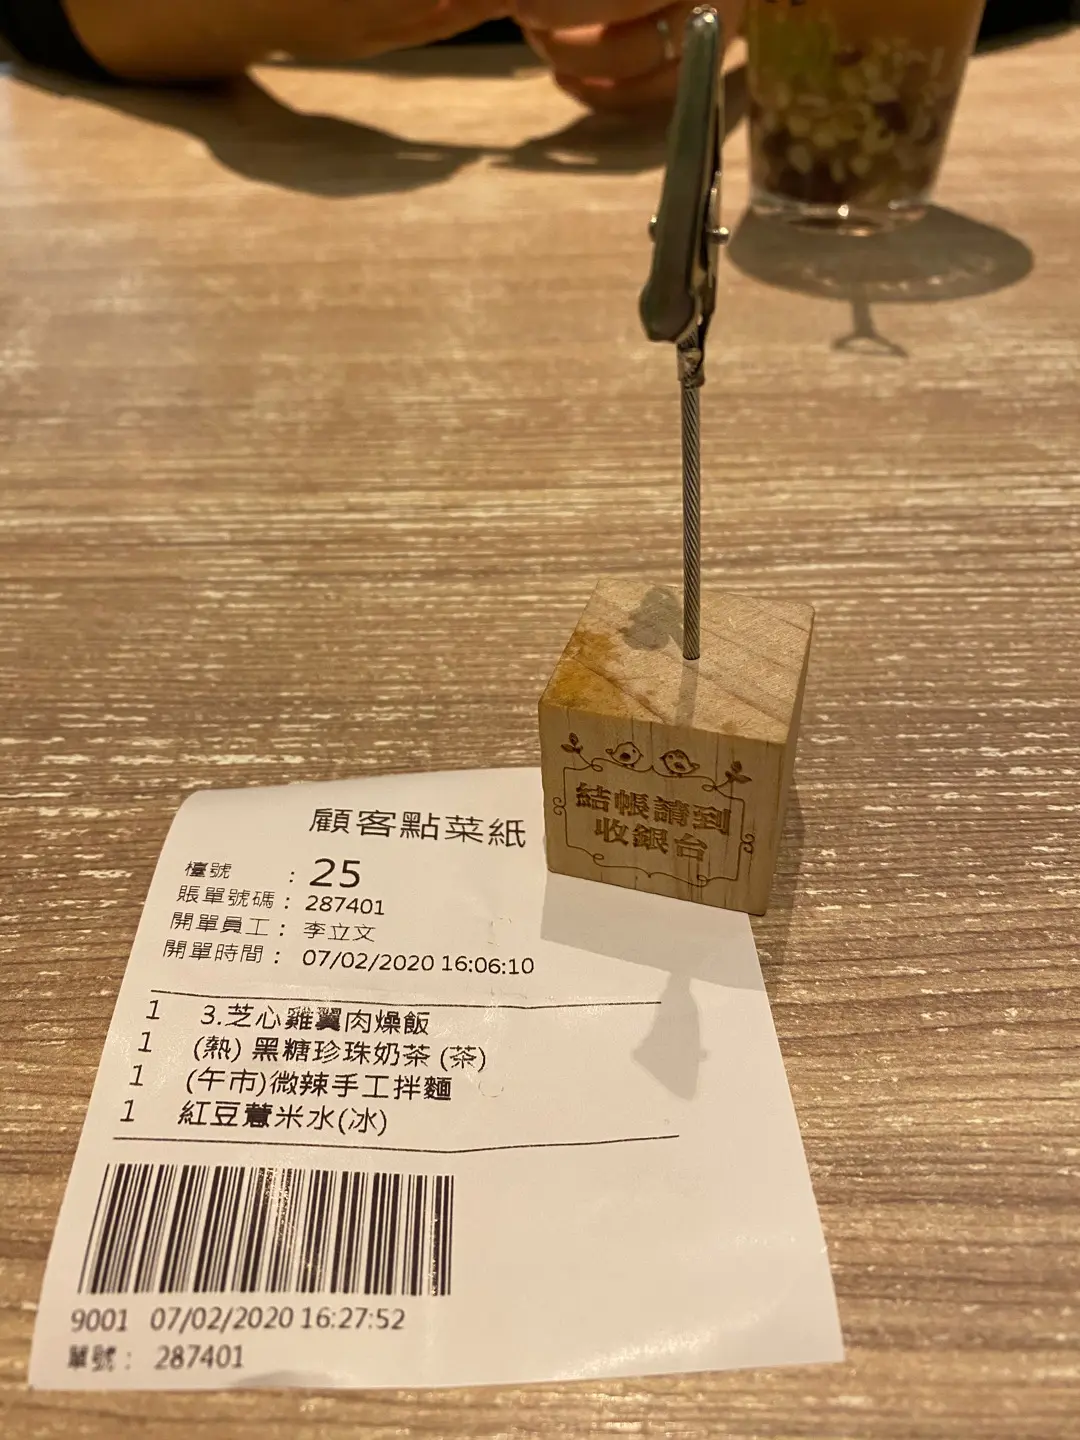 結帳請到
收銀台
顧客點菜紙
檯號 : 25
賬單號碼 : 287401
開單員工 : 李立文
開單時間 : 07/02/2020 16:06:10
1 3.芝心雞翼肉燥飯
1 (熱) 黑糖珍珠奶茶 (茶)
1 (午市)微辣手工拌麵
1 紅豆薏米水(冰)
9001 07/02/2020 16:27:52
單號 : 287401